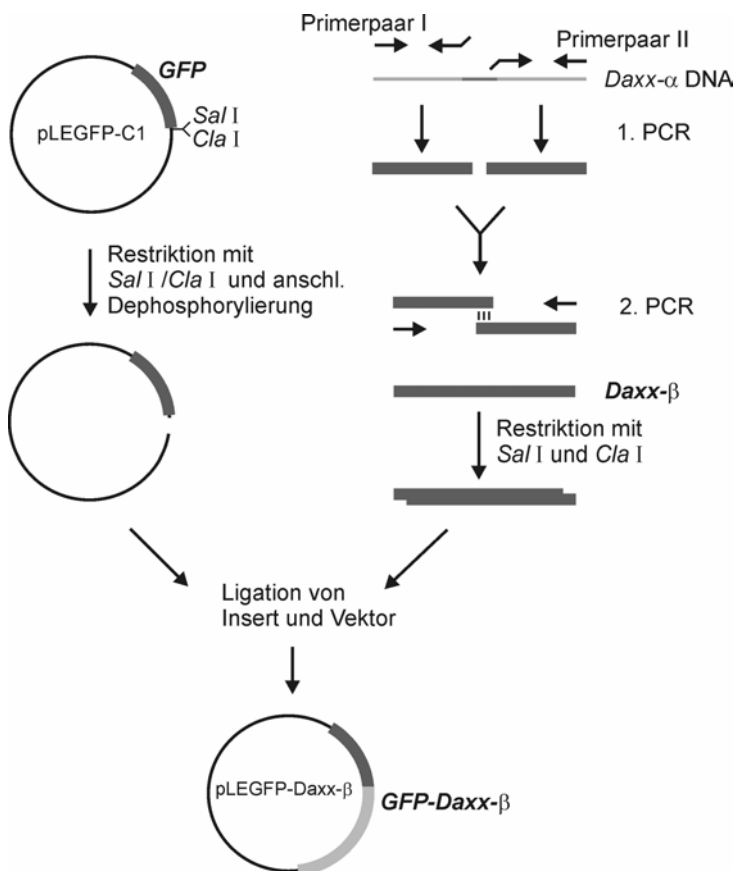 Primerpaar I
Primerpaar II
GFP
Sal I
Cla I
pLEGFP-C1
Daxx-α DNA
1. PCR
Restriktion mit
Sal I /Cla I und anschl.
Dephosphorylierung
2. PCR
Daxx-β
Restriktion mit
Sal I und Cla I
Ligation von
Insert und Vektor
pLEGFP-Daxx-β
GFP-Daxx-β